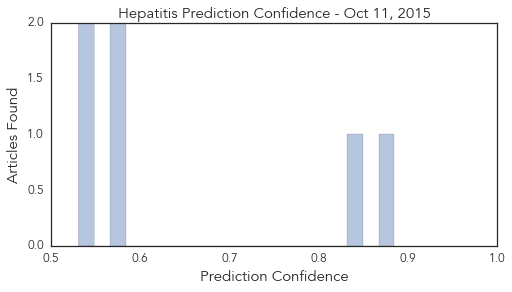 Hepatitis Prediction Confidence - Oct 11, 2015
Articles Found
2.0
1.5
1.0
0.5
0.0
0.5 0.6 0.7 0.8 0.9 1.0
Prediction Confidence